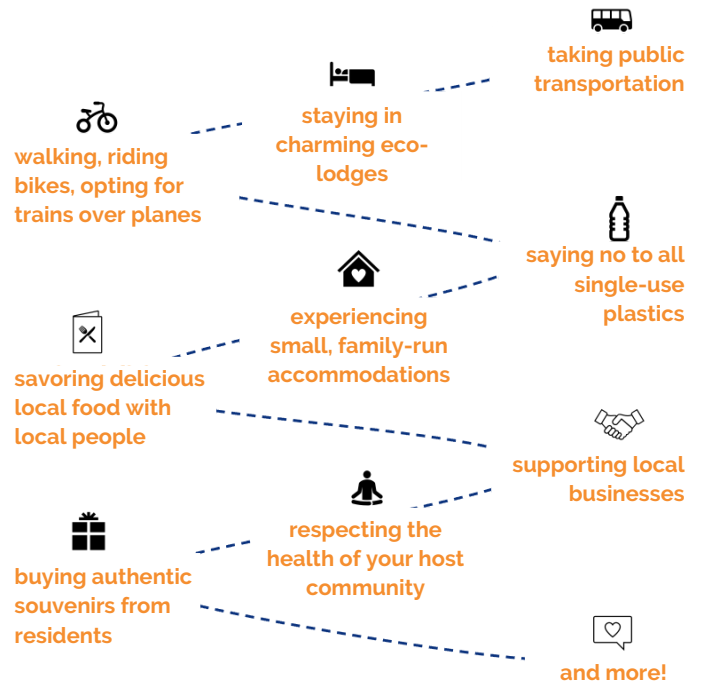 taking public
transportation
staying in
charming eco-
lodges
walking, riding
bikes, opting for
trains over planes
saying no to all
single-use
plastics
experiencing
small, family-run
accommodations
savoring delicious
local food with
local people
supporting local
businesses
respecting the
health of your host
community
buying authentic
souvenirs from
residents
and more!